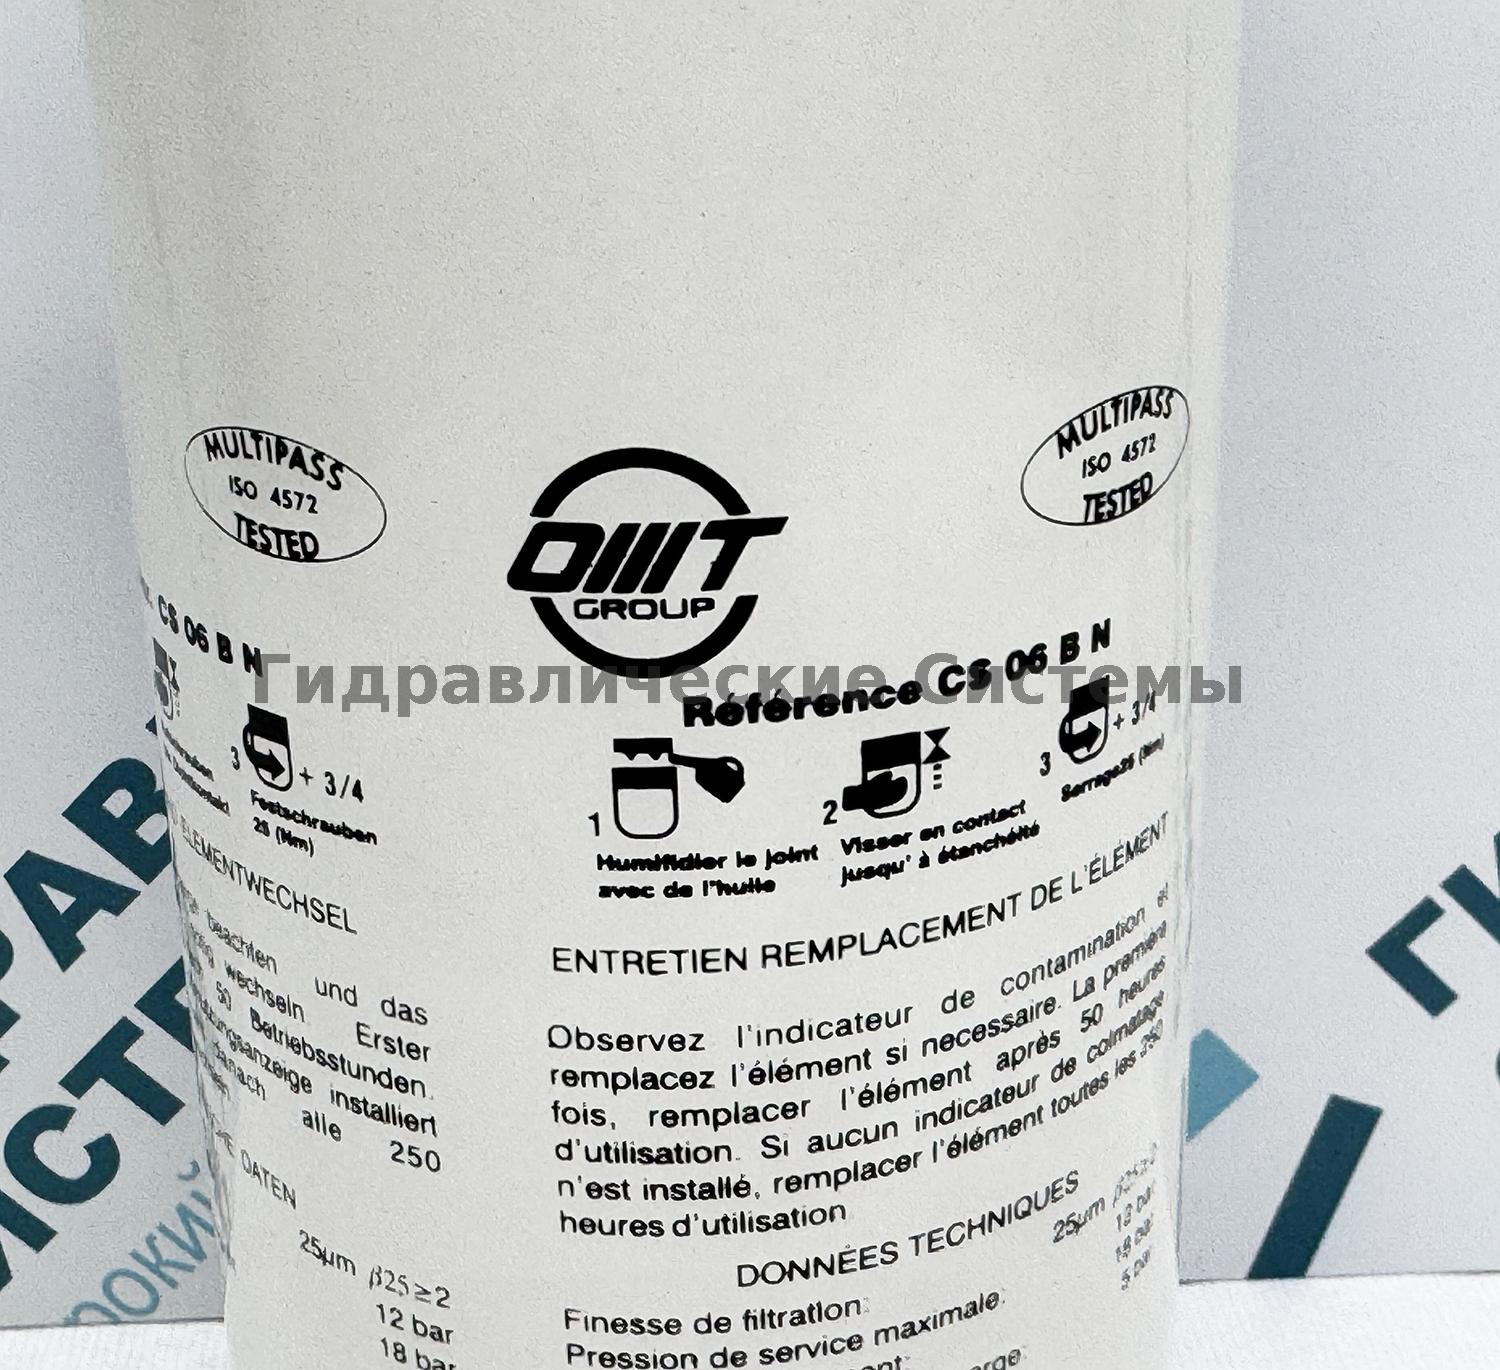 MULTIPASS
ISO 4572
TESTED
OMT
GROUP
MULTIPASS
ISO 4572
TESTED
CS 06 B N
Référence CS 06 B N
Гидравлические Системы
3 + 3/4
Festschrauben
25 (Nm)
1
Humifidier le joint
avec de l'huile
2
Visser en contact
jusqu' à étanchéité
3 + 3/4
Serrage 25 (Nm)
ELEMENTWECHSEL
beachten und das
wechseln. Erster
50 Betriebsstunden.
installiert
danach alle 250
DATEN
25µm β25≥2
12 bar
18 bar
ENTRETIEN REMPLACEMENT DE L'ÉLÉMENT
Observez l'indicateur de contamination et
remplacez l'élément si necessaire. La première
fois, remplacer l'élément après 50 heures
d'utilisation. Si aucun indicateur de colmatage
n'est installé, remplacer l'élément toutes les 250
heures d'utilisation
DONNÉES TECHNIQUES
Finesse de filtration: 25µm
Pression de service maximale: